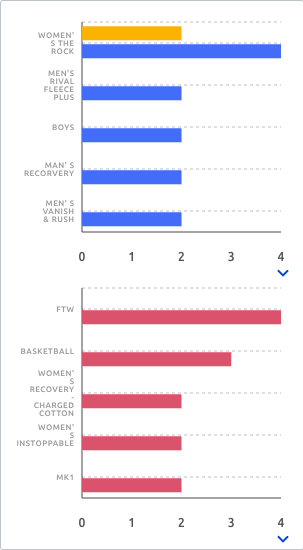 WOMEN'
S THE
ROCK
MEN'S
RIVAL
FLEECE
PLUS
BOYS
MAN' S
RECORVERY
MEN' S
VANISH
& RUSH
0 1 2 3 4
FTW
BASKETBALL
WOMEN'
S
RECOVERY
-
CHARGED
COTTON
WOMEN'
S
INSTOPPABLE
MK1
0 1 2 3 4